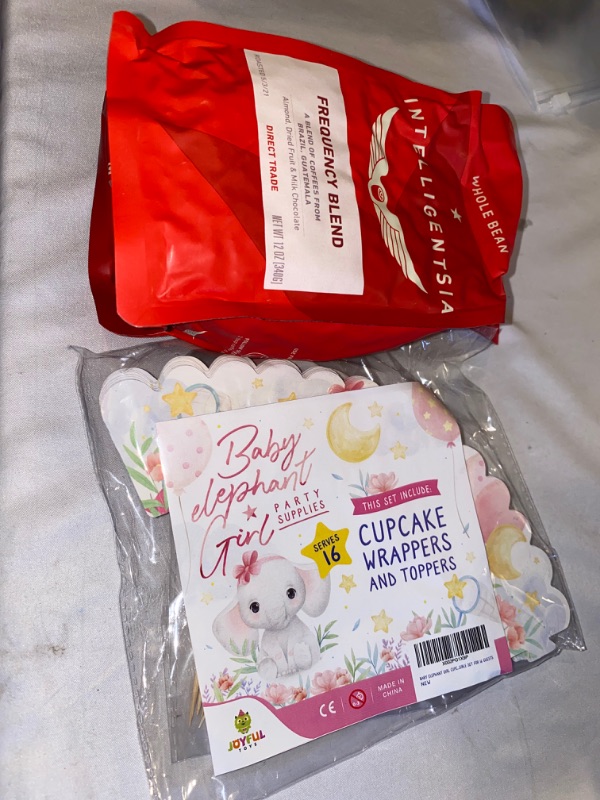 WHOLE BEAN
INTELLIGENTSIA
FREQUENCY BLEND
A BLEND OF COFFEES FROM
BRAZIL, GUATEMALA
Almond, Dried Fruit & Milk Chocolate
DIRECT TRADE
NET WT 12 OZ (340G)
Baby
elephant
Girl
PARTY
SUPPLIES
SERVES
16
THIS SET INCLUDE:
CUPCAKE
WRAPPERS
AND TOPPERS
NEW
CE
MADE IN
CHINA
JOYFUL
TOYS